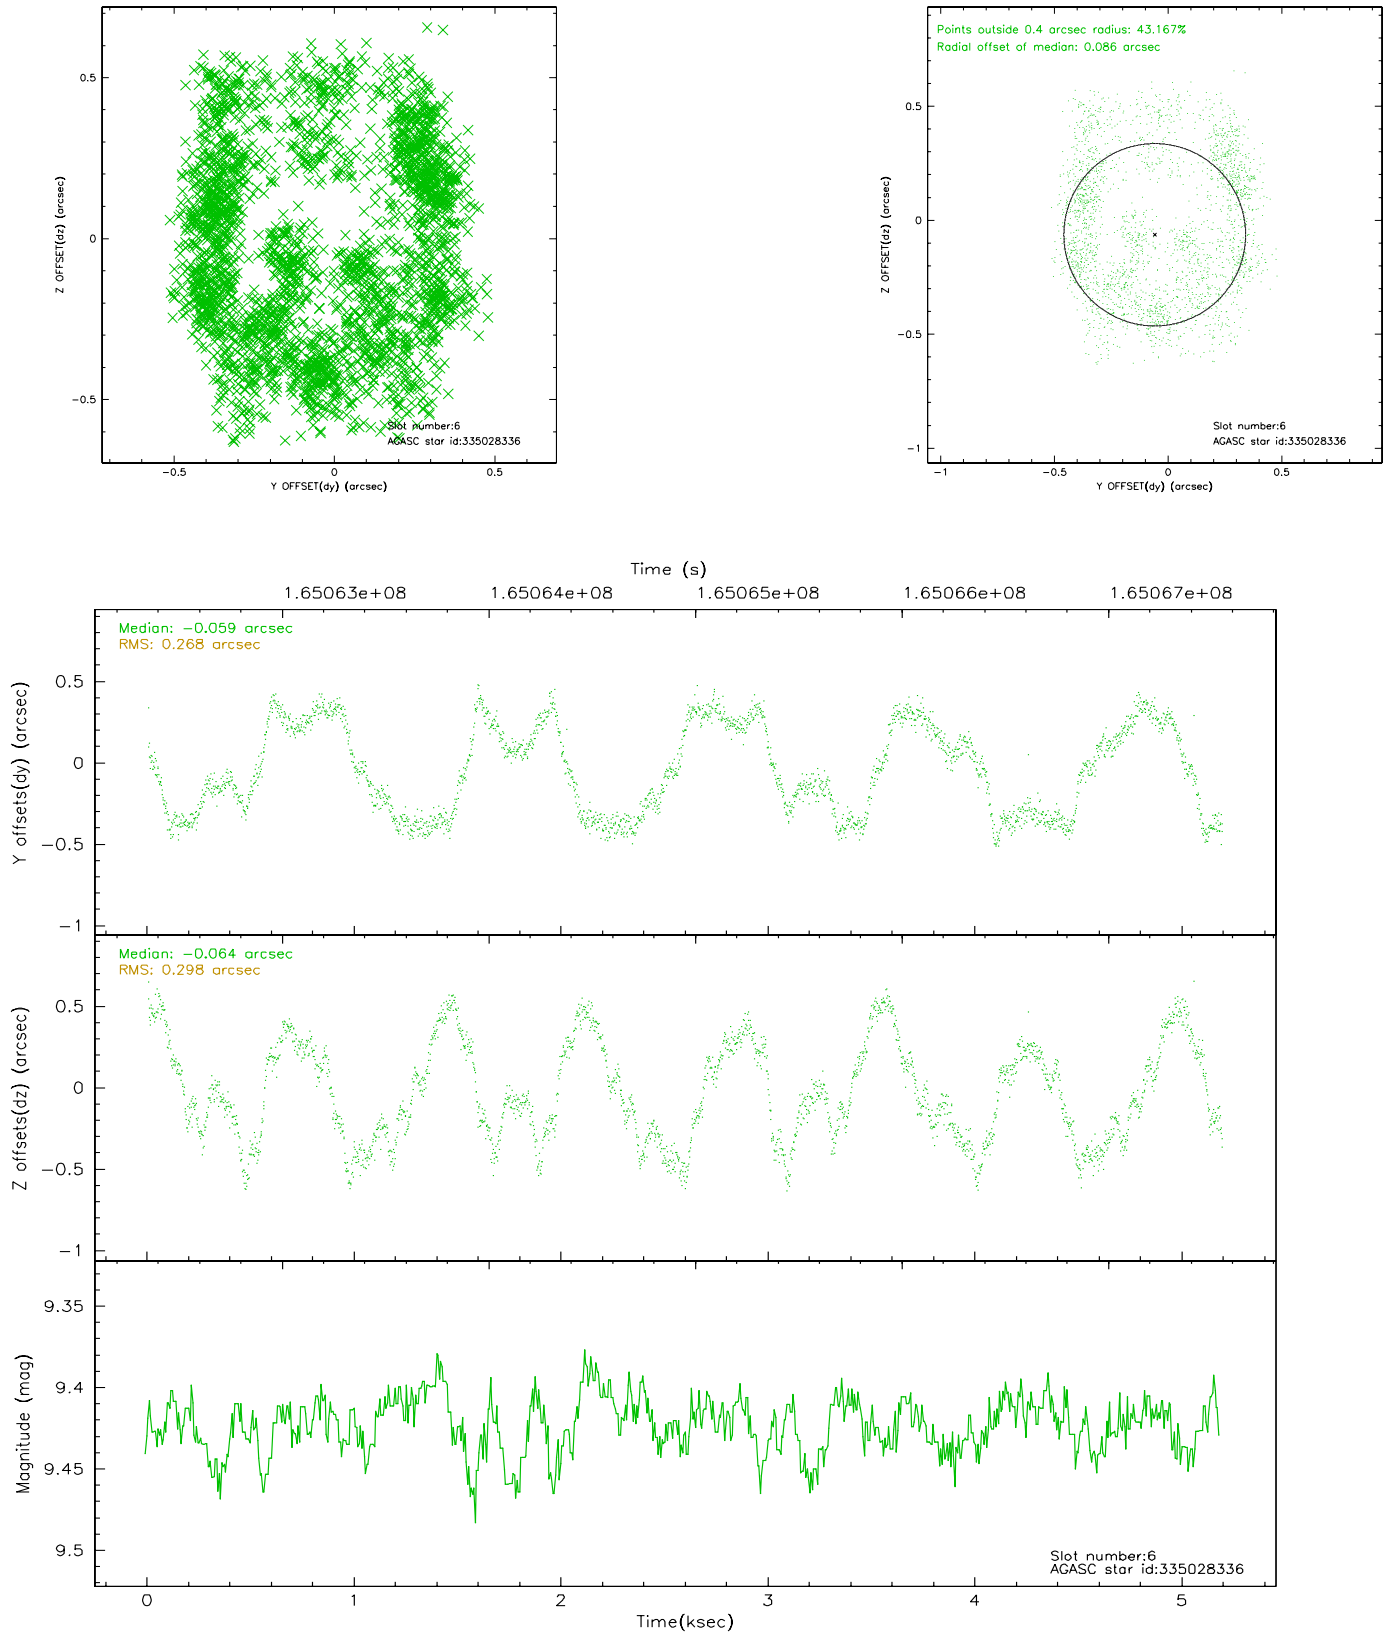 0.5
0
−0.5
Z OFFSET(dz) (arcsec)
Slot number:6
AGASC star id:335028336
−0.5 0 0.5
Y OFFSET(dy) (arcsec)
Points outside 0.4 arcsec radius: 43.167%
Radial offset of median: 0.086 arcsec
0.5
0
−0.5
−1
Z OFFSET(dz) (arcsec)
Slot number:6
AGASC star id:335028336
−1 −0.5 0 0.5
Y OFFSET(dy) (arcsec)
Time (s)
1.65063e+08 1.65064e+08 1.65065e+08 1.65066e+08 1.65067e+08
Median: −0.059 arcsec
RMS: 0.268 arcsec
0.5
0
−0.5
−1
Y offsets(dy) (arcsec)
Median: −0.064 arcsec
RMS: 0.298 arcsec
0.5
0
−0.5
−1
Z offsets(dz) (arcsec)
9.35
9.4
9.45
9.5
Magnitude (mag)
Slot number:6
AGASC star id:335028336
0 1 2 3 4 5
Time(ksec)